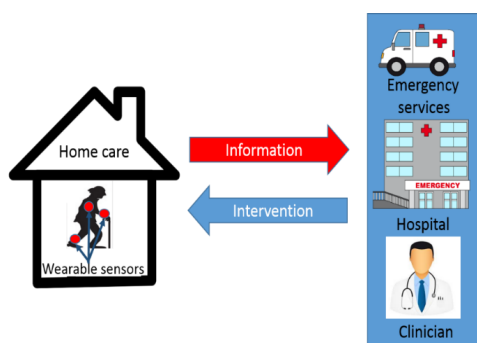 Home care
Wearable sensors
Information
Intervention
Emergency
services
EMERGENCY
Hospital
Clinician